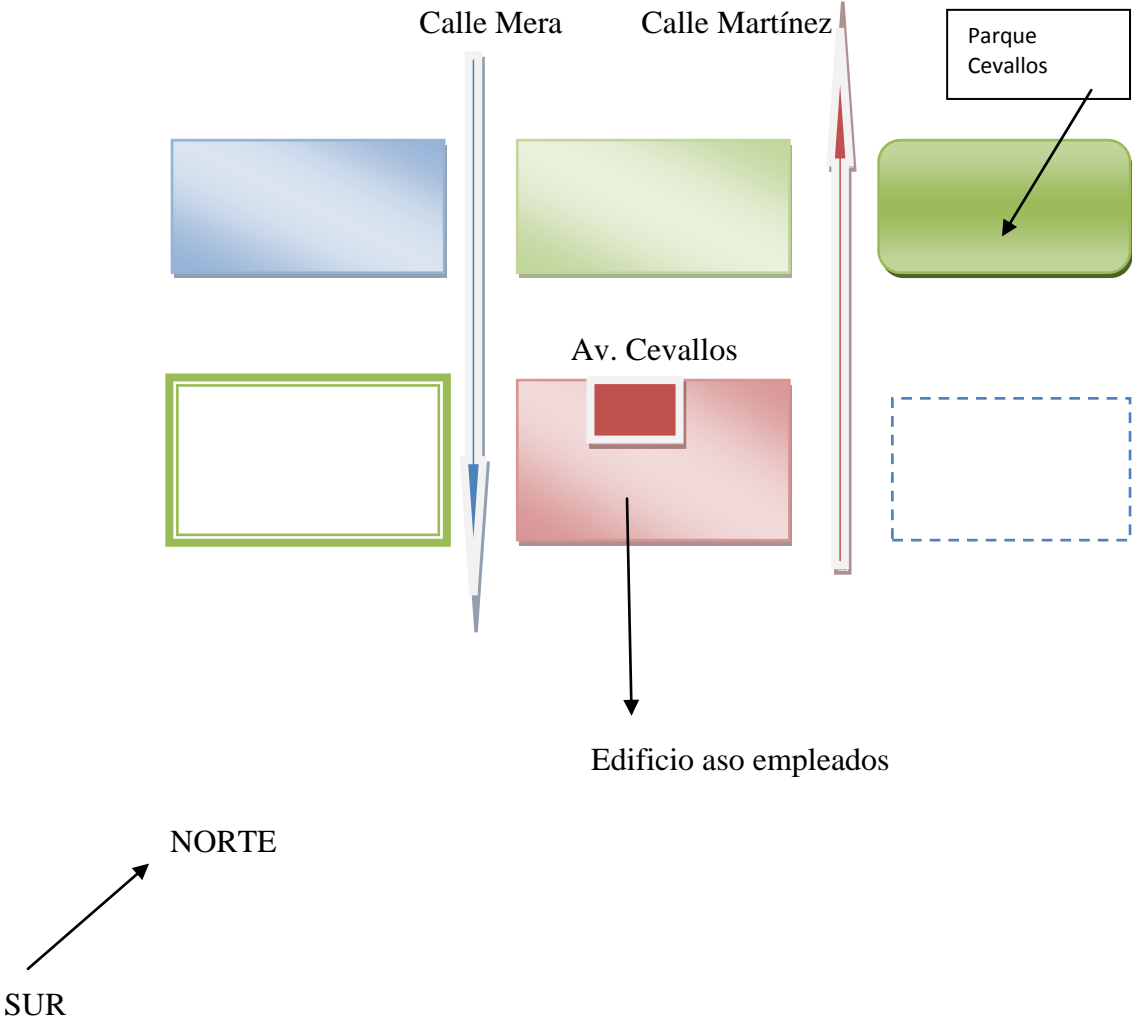 Calle Mera
Calle Martínez
Parque
Cevallos
Av. Cevallos
Edificio aso empleados
NORTE
SUR